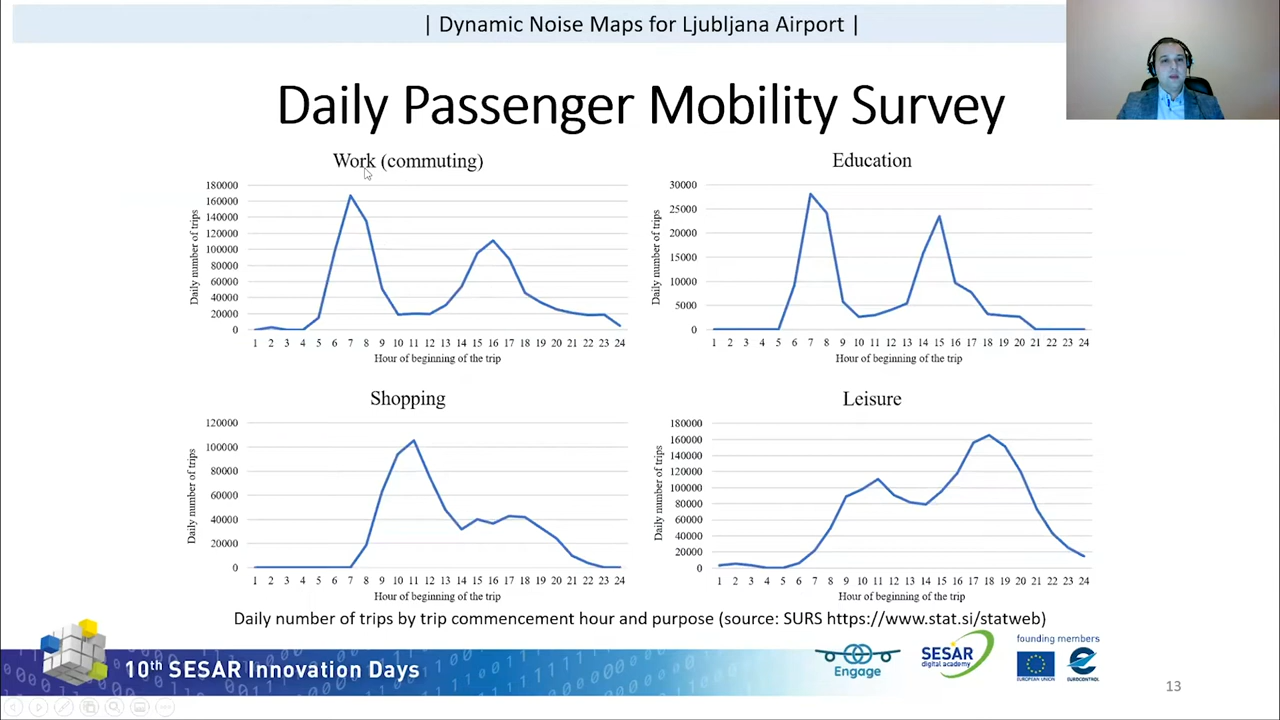 | Dynamic Noise Maps for Ljubljana Airport |
Daily Passenger Mobility Survey
Work (commuting)
180000
160000
140000
120000
100000
80000
60000
40000
20000
0
Daily number of trips
1 2 3 4 5 6 7 8 9 10 11 12 13 14 15 16 17 18 19 20 21 22 23 24
Hour of beginning of the trip
Education
30000
25000
20000
15000
10000
5000
0
Daily number of trips
1 2 3 4 5 6 7 8 9 10 11 12 13 14 15 16 17 18 19 20 21 22 23 24
Hour of beginning of the trip
Shopping
120000
100000
80000
60000
40000
20000
0
Daily number of trips
1 2 3 4 5 6 7 8 9 10 11 12 13 14 15 16 17 18 19 20 21 22 23 24
Hour of beginning of the trip
Leisure
180000
160000
140000
120000
100000
80000
60000
40000
20000
0
Daily number of trips
1 2 3 4 5 6 7 8 9 10 11 12 13 14 15 16 17 18 19 20 21 22 23 24
Hour of beginning of the trip
Daily number of trips by trip commencement hour and purpose (source: SURS https://www.stat.si/statweb)
10th SESAR Innovation Days
Engage
SESAR
digital academy
founding members
EUROPEAN UNION
EUROCONTROL
13